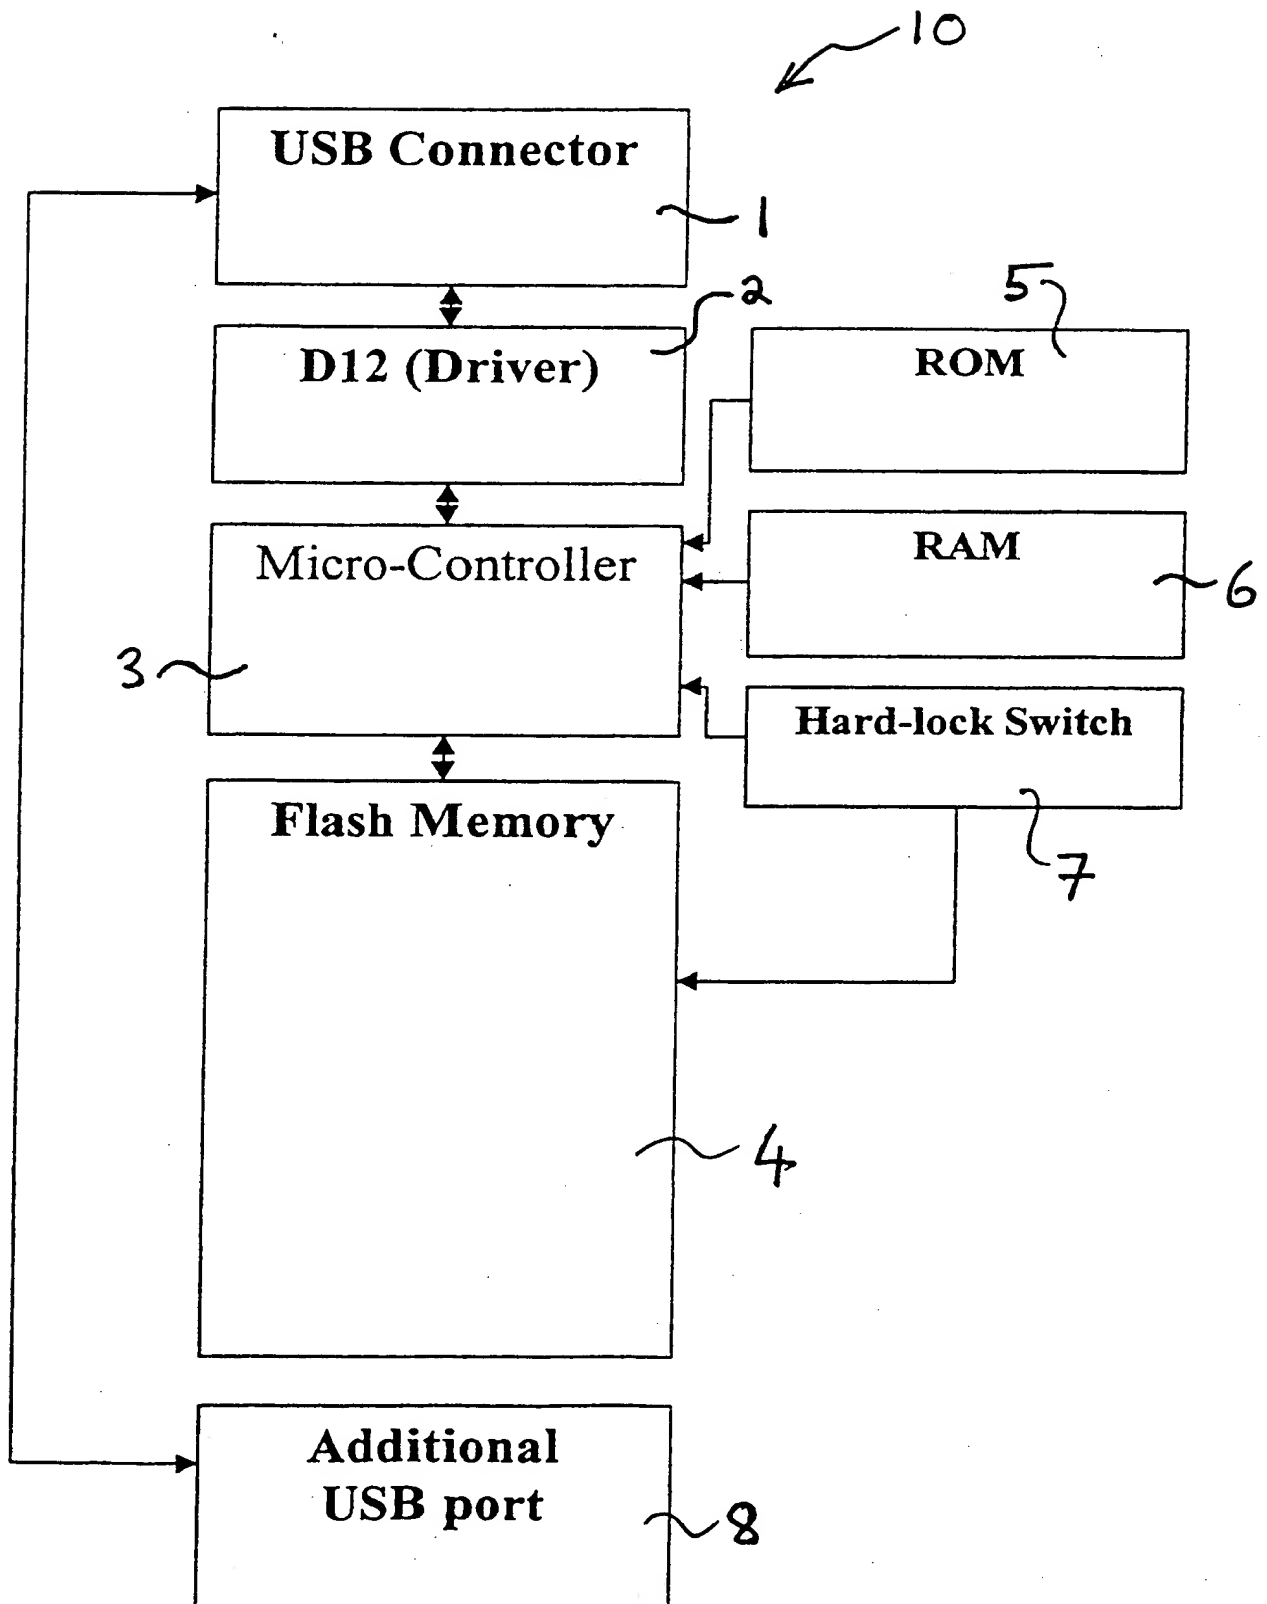 10
USB Connector
1
D12 (Driver)
2
ROM
5
Micro-Controller
3
RAM
6
Hard-lock Switch
7
Flash Memory
4
Additional
USB port
8